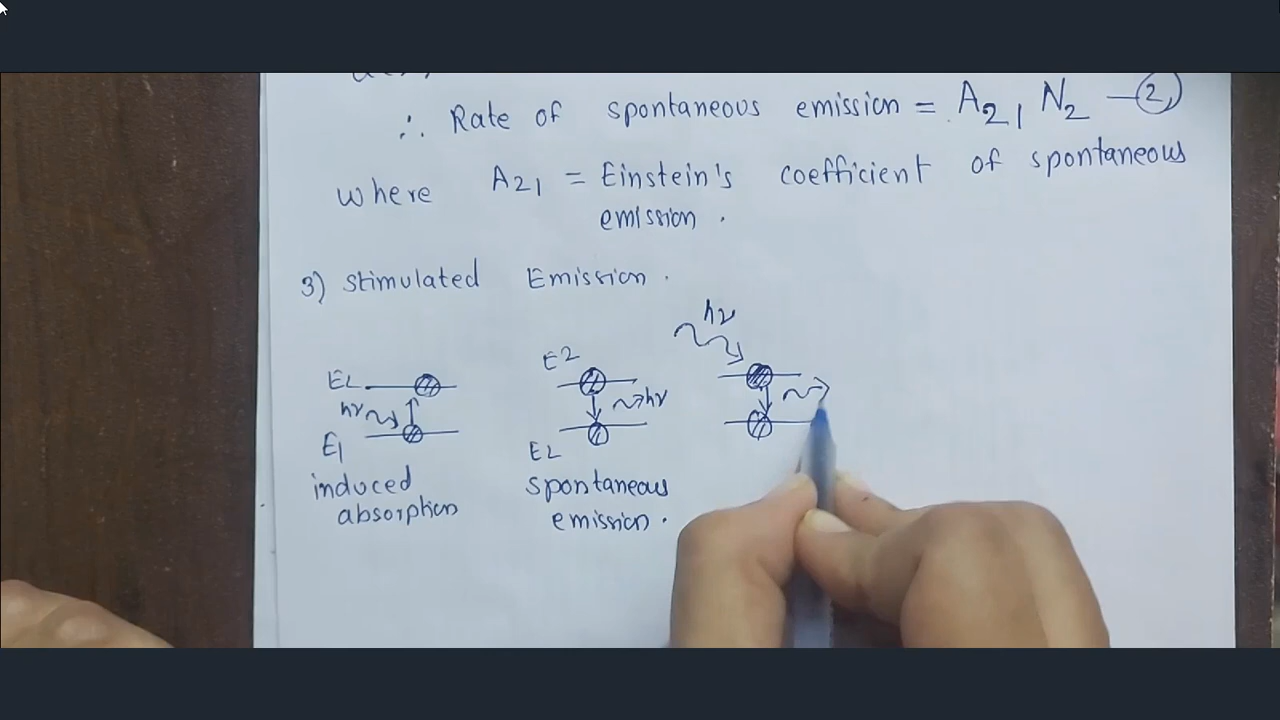 ∴ Rate of spontaneous emission = A21 N2 — ②
where A21 = Einstein's coefficient of spontaneous
emission .
3) stimulated Emission .
hν
E2
E2
hν
hν
E1
E2
induced
absorption
spontaneous
emission .